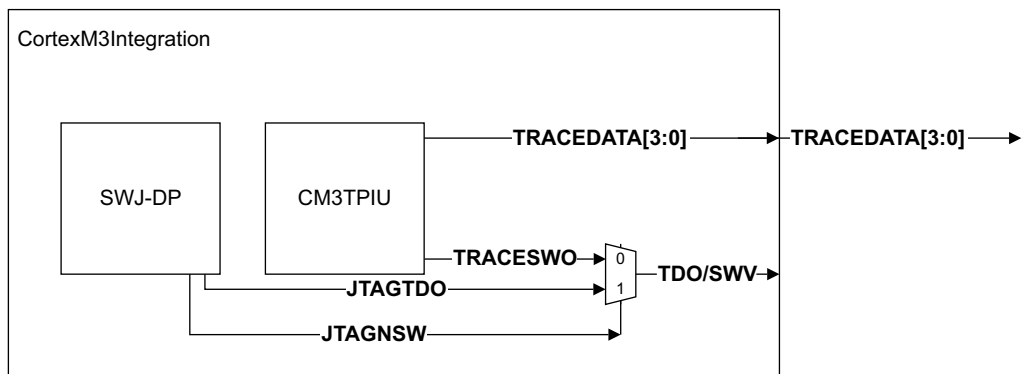 CortexM3Integration
TRACEDATA[3:0]
TRACEDATA[3:0]
SWJ-DP
CM3TPIU
TRACESWO
0
TDO/SWV
JTAGTDO
1
JTAGNSW